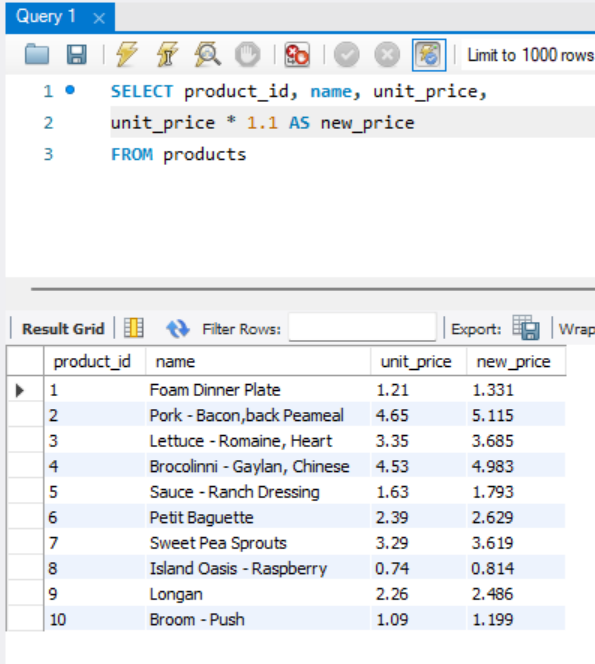 Query 1
Limit to 1000 rows
1 SELECT product_id, name, unit_price,
2 unit_price * 1.1 AS new_price
3 FROM products
Result Grid Filter Rows: Export: Wrap
product_id name unit_price new_price
1 Foam Dinner Plate 1.21 1.331
2 Pork - Bacon,back Peameal 4.65 5.115
3 Lettuce - Romaine, Heart 3.35 3.685
4 Brocolinni - Gaylan, Chinese 4.53 4.983
5 Sauce - Ranch Dressing 1.63 1.793
6 Petit Baguette 2.39 2.629
7 Sweet Pea Sprouts 3.29 3.619
8 Island Oasis - Raspberry 0.74 0.814
9 Longan 2.26 2.486
10 Broom - Push 1.09 1.199